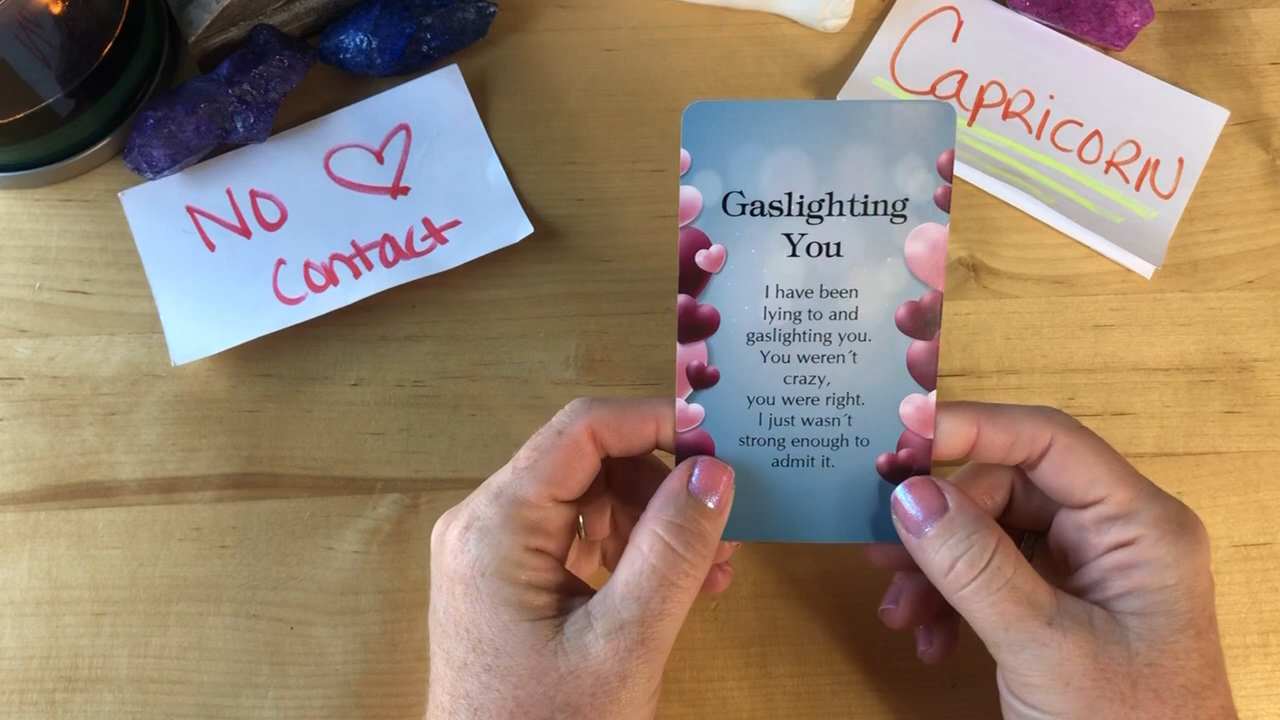 No
Contact
Capricorn
Gaslighting
You
I have been
lying to and
gaslighting you.
You weren´t
crazy,
you were right.
I just wasn´t
strong enough to
admit it.